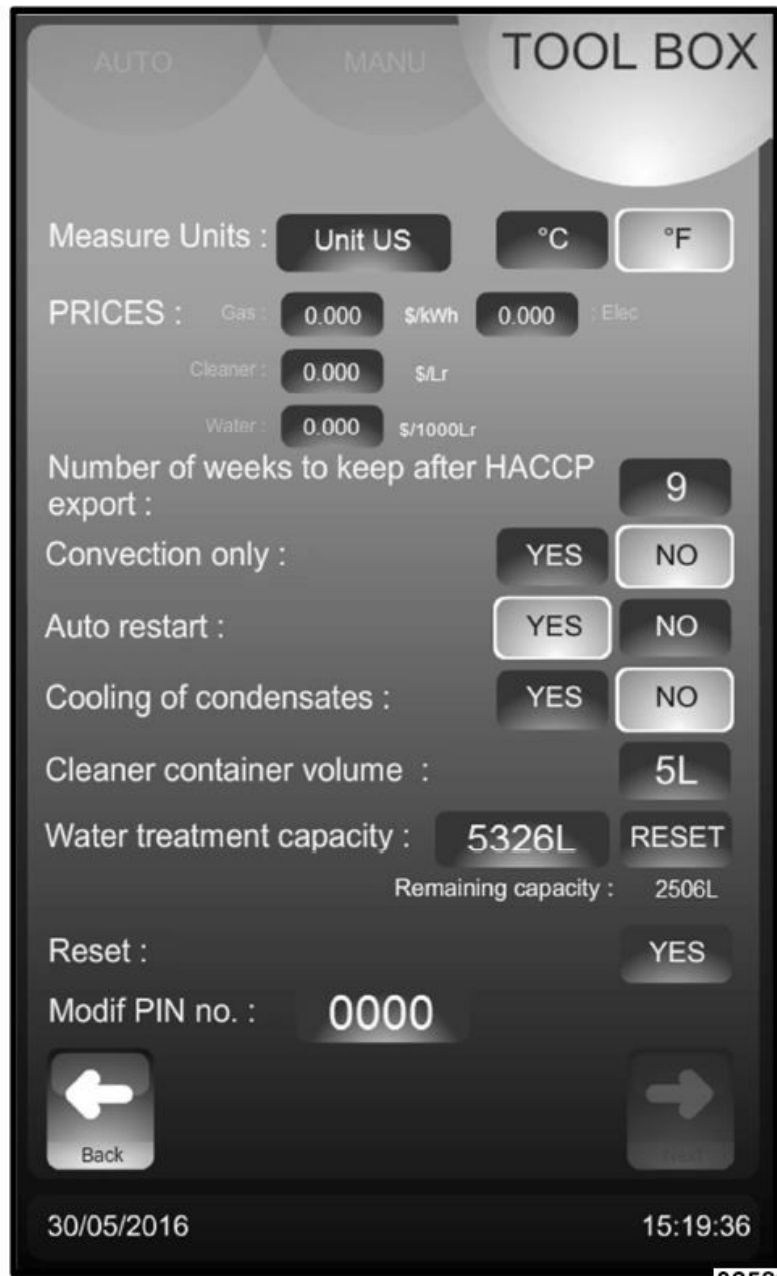 AUTO MANU TOOL BOX
Measure Units : Unit US °C °F
PRICES : Gas : 0.000 $/kWh 0.000 : Elec
Cleaner : 0.000 $/Lr
Water : 0.000 $/1000Lr
Number of weeks to keep after HACCP
export : 9
Convection only : YES NO
Auto restart : YES NO
Cooling of condensates : YES NO
Cleaner container volume : 5L
Water treatment capacity : 5326L RESET
Remaining capacity : 2506L
Reset : YES
Modif PIN no. : 0000
Back Next
30/05/2016 15:19:36